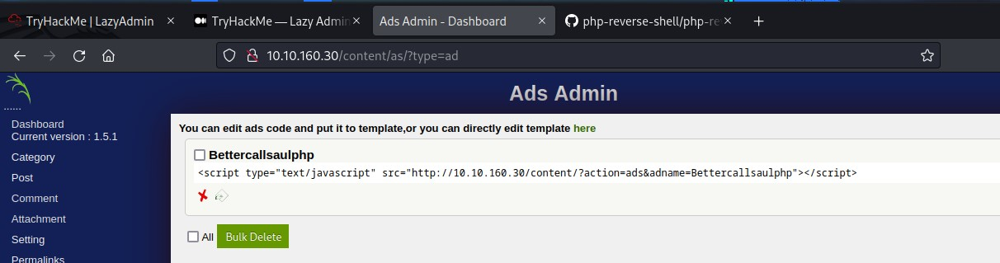 TryHackMe | LazyAdmin
TryHackMe — Lazy Admin
Ads Admin - Dashboard
php-reverse-shell/php-re
10.10.160.30/content/as/?type=ad
Ads Admin
......
Dashboard
Current version : 1.5.1
Category
Post
Comment
Attachment
Setting
Permalinks
You can edit ads code and put it to template,or you can directly edit template here
Bettercallsaulphp
<script type="text/javascript" src="http://10.10.160.30/content/?action=ads&adname=Bettercallsaulphp"></script>
All
Bulk Delete